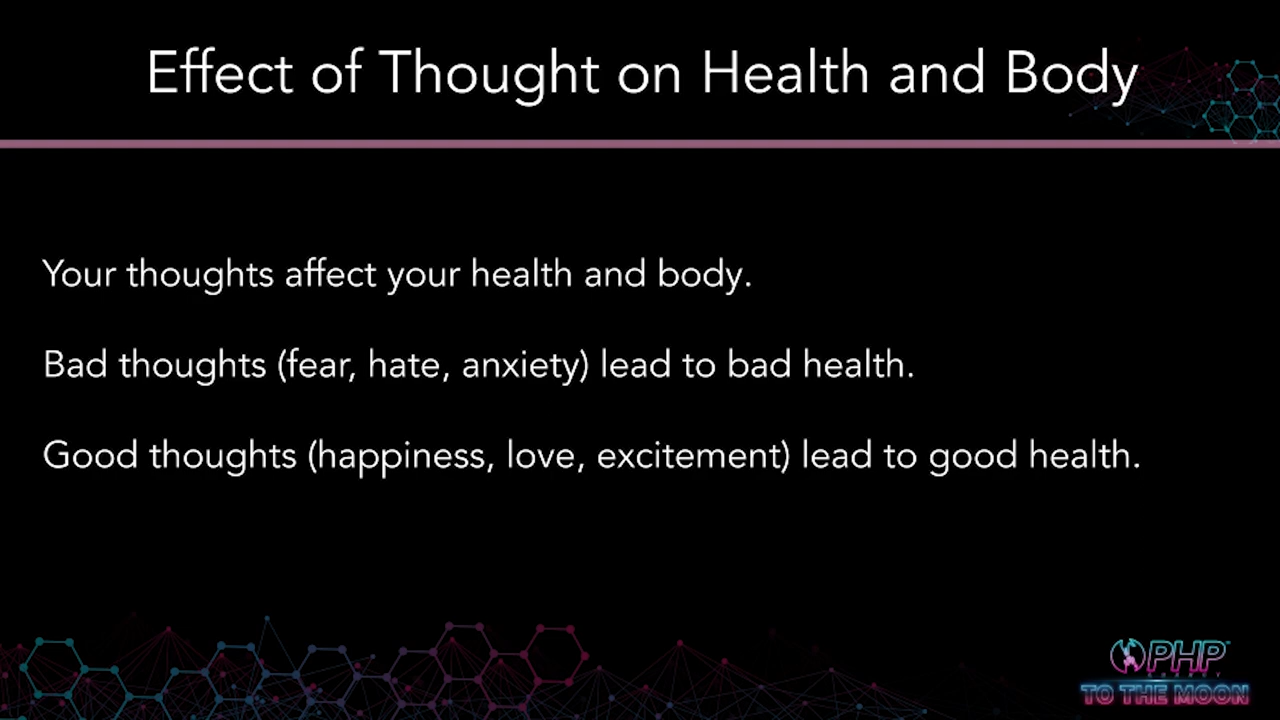 Effect of Thought on Health and Body
Your thoughts affect your health and body.
Bad thoughts (fear, hate, anxiety) lead to bad health.
Good thoughts (happiness, love, excitement) lead to good health.
PHP
TO THE MOON